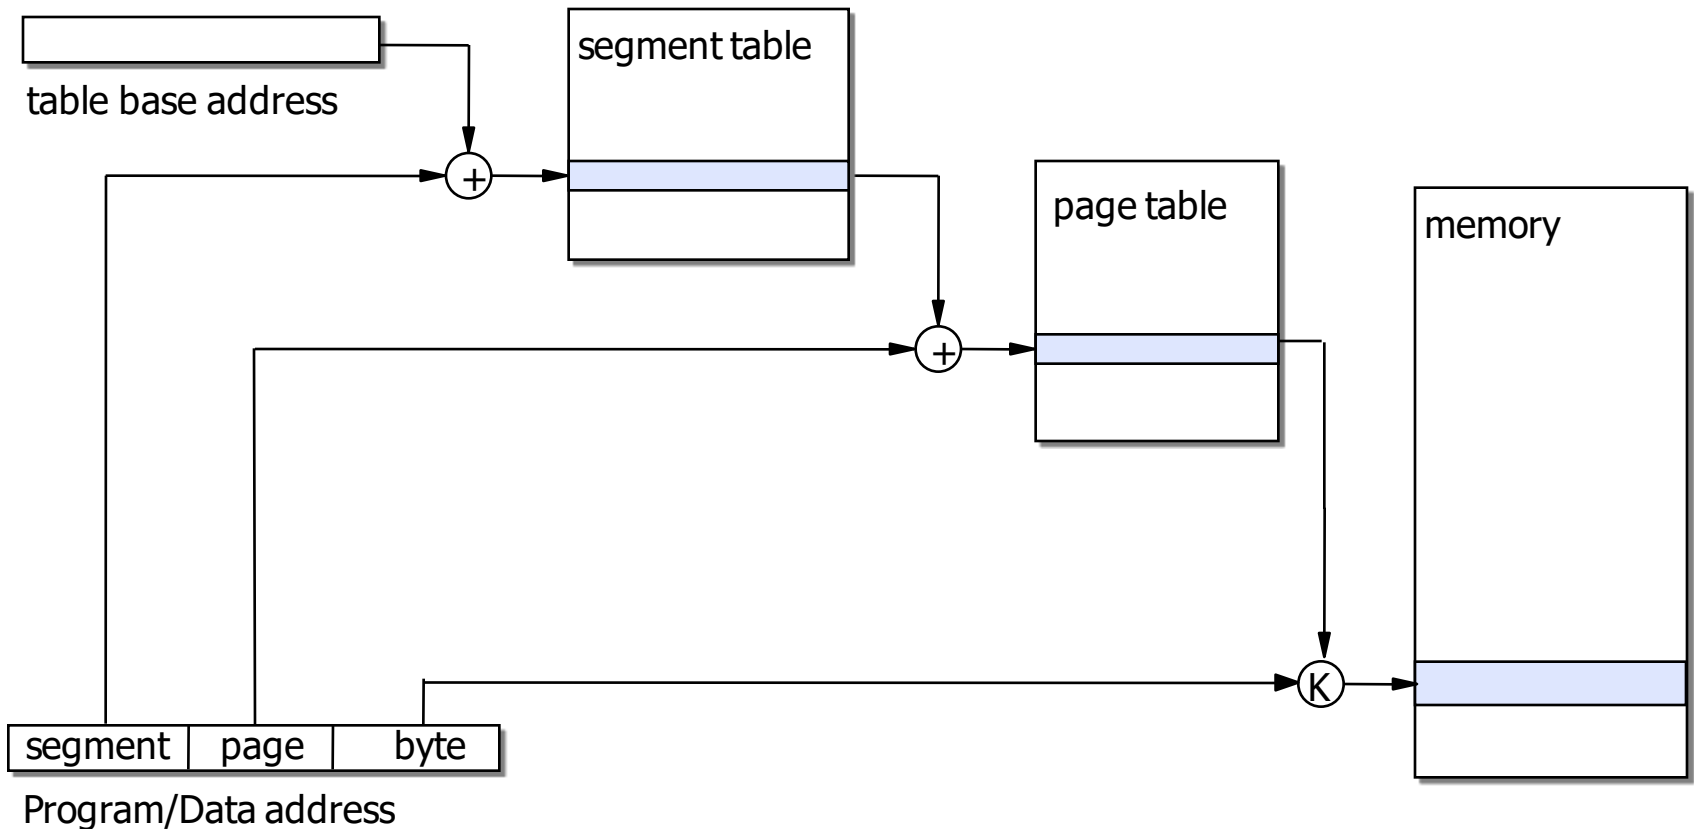 segment table
table base address
+
page table
memory
+
K
segment page byte
Program/Data address